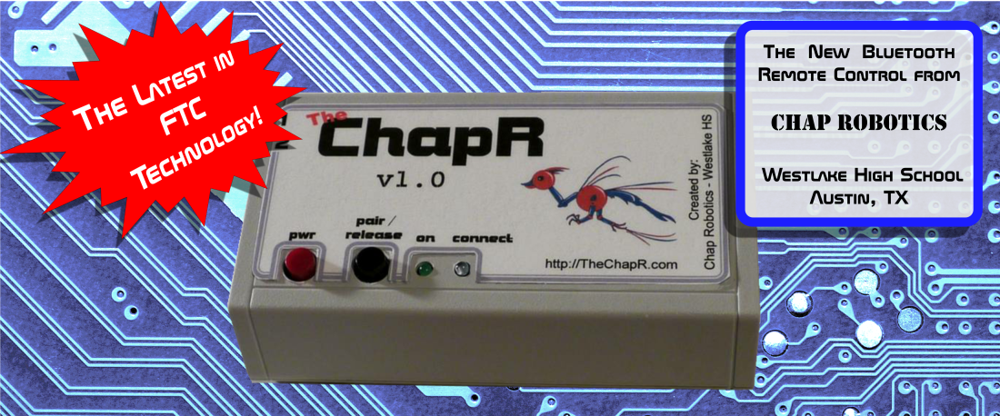 The Latest in
FTC
Technology!
The
ChapR
v1.0
pair /
pwr release on connect
http://TheChapR.com
Created by:
Chap Robotics - Westlake HS
The New Bluetooth
Remote Control from
CHAP ROBOTICS
Westlake High School
Austin, TX